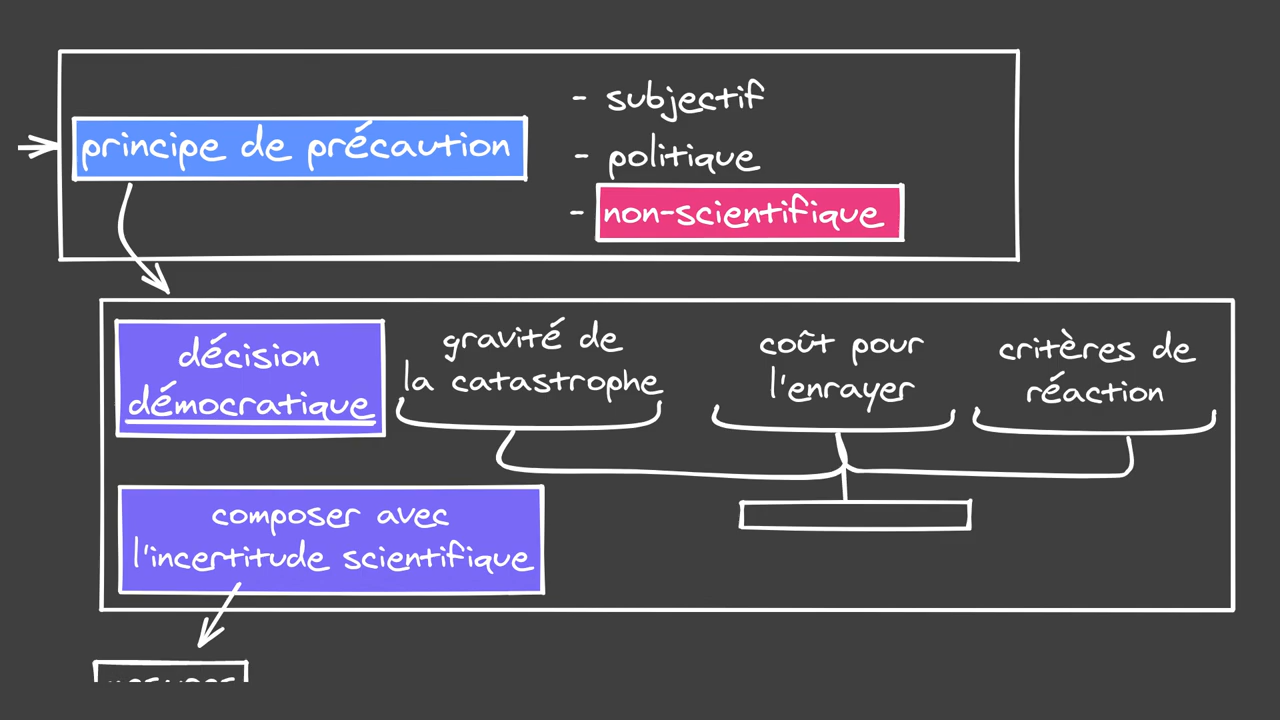 principe de précaution
- subjectif
- politique
- non-scientifique
décision
démocratique
gravité de
la catastrophe
coût pour
l'enrayer
critères de
réaction
composer avec
l'incertitude scientifique